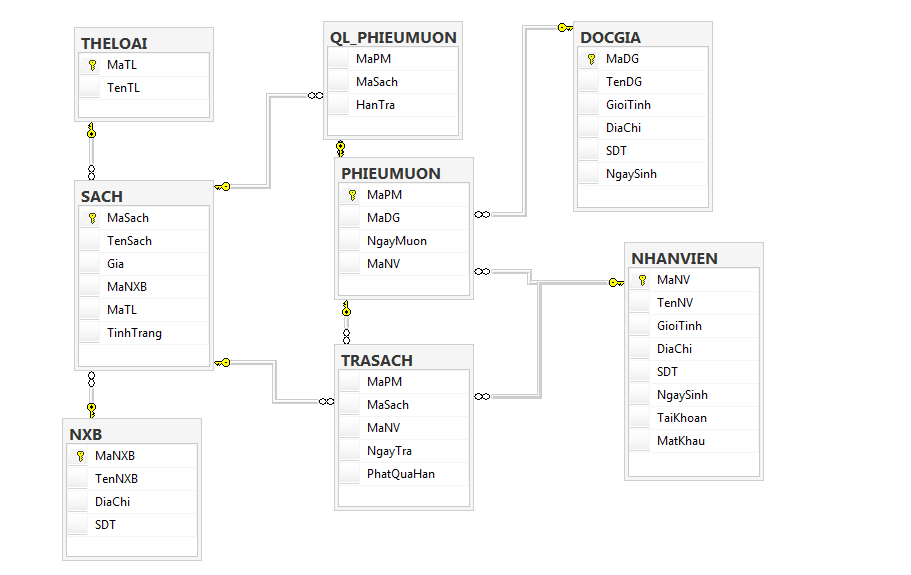 THELOAI
MaTL
TenTL
QL_PHIEUMUON
MaPM
MaSach
HanTra
DOCGIA
MaDG
TenDG
GioiTinh
DiaChi
SDT
NgaySinh
SACH
MaSach
TenSach
Gia
MaNXB
MaTL
TinhTrang
PHIEUMUON
MaPM
MaDG
NgayMuon
MaNV
NHANVIEN
MaNV
TenNV
GioiTinh
DiaChi
SDT
NgaySinh
TaiKhoan
MatKhau
TRASACH
MaPM
MaSach
MaNV
NgayTra
PhatQuaHan
NXB
MaNXB
TenNXB
DiaChi
SDT